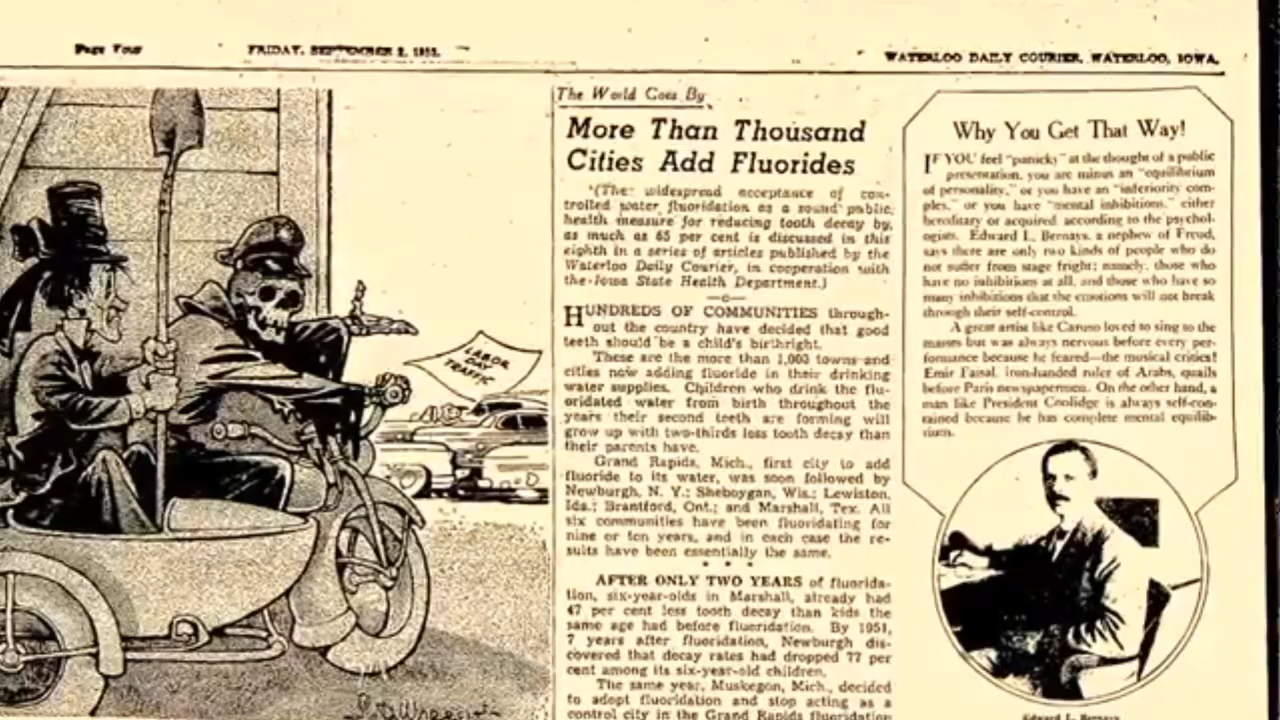 Page Four
FRIDAY, SEPTEMBER 2, 1955.
WATERLOO DAILY COURIER, WATERLOO, IOWA.
LABOR
DAY
TRAFFIC
The World Goes By
More Than Thousand
Cities Add Fluorides
(The widespread acceptance of con-
trolled water fluoridation as a sound public
health measure for reducing tooth decay by
as much as 65 per cent is discussed in this
eighth in a series of articles published by the
Waterloo Daily Courier, in cooperation with
the Iowa State Health Department.)
HUNDREDS OF COMMUNITIES through-
out the country have decided that good
teeth should be a child's birthright.
These are the more than 1,000 towns and
cities now adding fluoride in their drinking
water supplies. Children who drink the flu-
oridated water from birth throughout the
years their second teeth are forming will
grow up with two-thirds less tooth decay than
their parents have.
Grand Rapids, Mich., first city to add
fluoride to its water, was soon followed by
Newburgh, N. Y.; Sheboygan, Wis.; Lewiston,
Ida.; Brantford, Ont.; and Marshall, Tex. All
six communities have been fluoridating for
nine or ten years, and in each case the re-
sults have been essentially the same.
* * *
AFTER ONLY TWO YEARS of fluorida-
tion, six-year-olds in Marshall, already had
47 per cent less tooth decay than kids the
same age had before fluoridation. By 1951,
7 years after fluoridation, Newburgh dis-
covered that decay rates had dropped 77 per
cent among its six-year-old children.
The same year, Muskegon, Mich., decided
to adopt fluoridation and stop acting as a
control city in the Grand Rapids fluoridation
Why You Get That Way!
IF YOU feel "panicky" at the thought of a public
presentation, you are minus an "equilibrium
of personality," or you have an "inferiority com-
plex," or you have "mental inhibitions," either
hereditary or acquired, according to the psychol-
ogists. Edward L. Bernays, a nephew of Freud,
says there are only two kinds of people who do
not suffer from stage fright; namely, those who
have no inhibitions at all, and those who have so
many inhibitions that the emotions will not break
through their self-control.
A great artist like Caruso loved to sing to the
masses but was always nervous before every per-
formance because he feared—the musical critics!
Emir Faisal, iron-handed ruler of Arabs, quails
before Paris newspapermen. On the other hand, a
man like President Coolidge is always self-con-
tained because he has complete mental equilib-
rium.
Edward L. Bernays